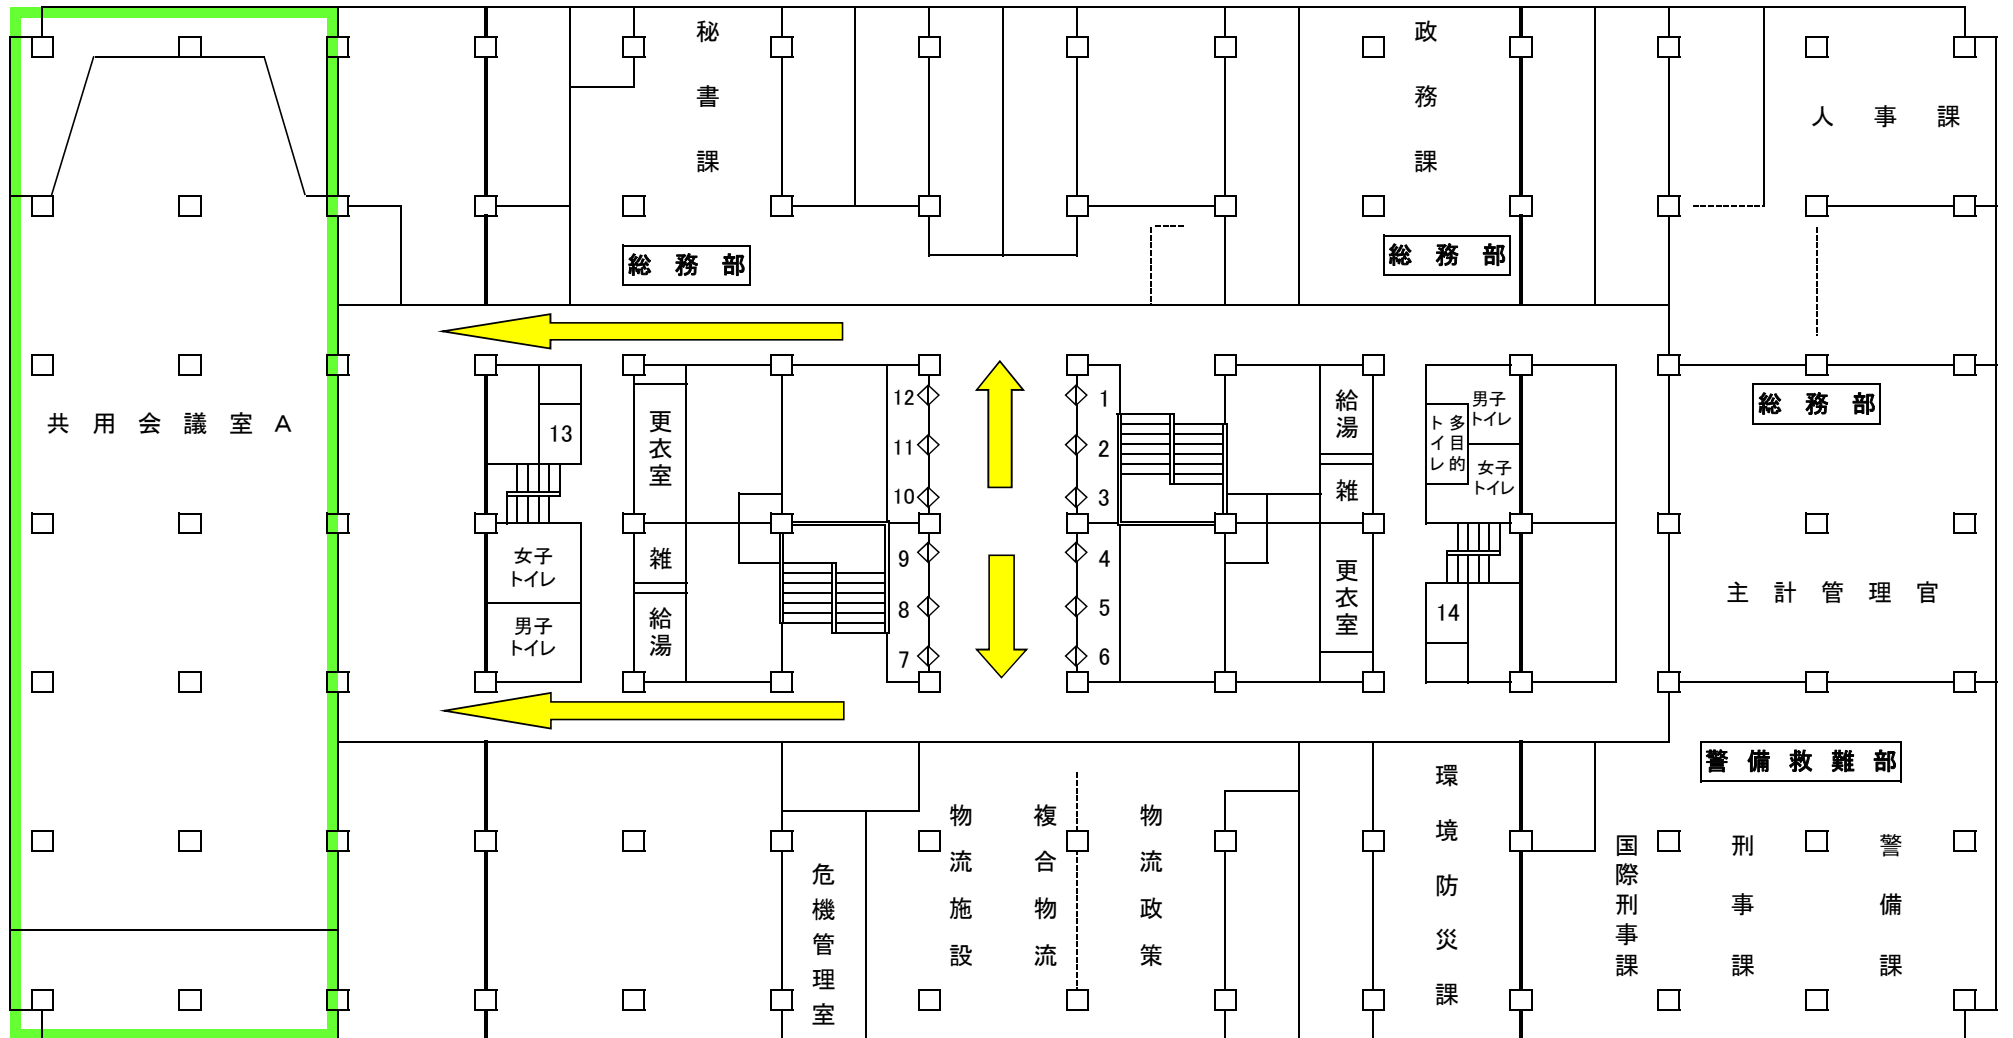 秘書課
政務課
人事課
総務部
総務部
共用会議室A
13
更衣室
12
11
10
1
2
3
給湯
雑
多目的
トイレ
男子
トイレ
女子
トイレ
総務部
女子
トイレ
男子
トイレ
雑
給湯
9
8
7
4
5
6
更衣室
14
主計管理官
警備救難部
危機管理室
物流施設
複合物流
物流政策
環境防災課
国際刑事課
刑事課
警備課